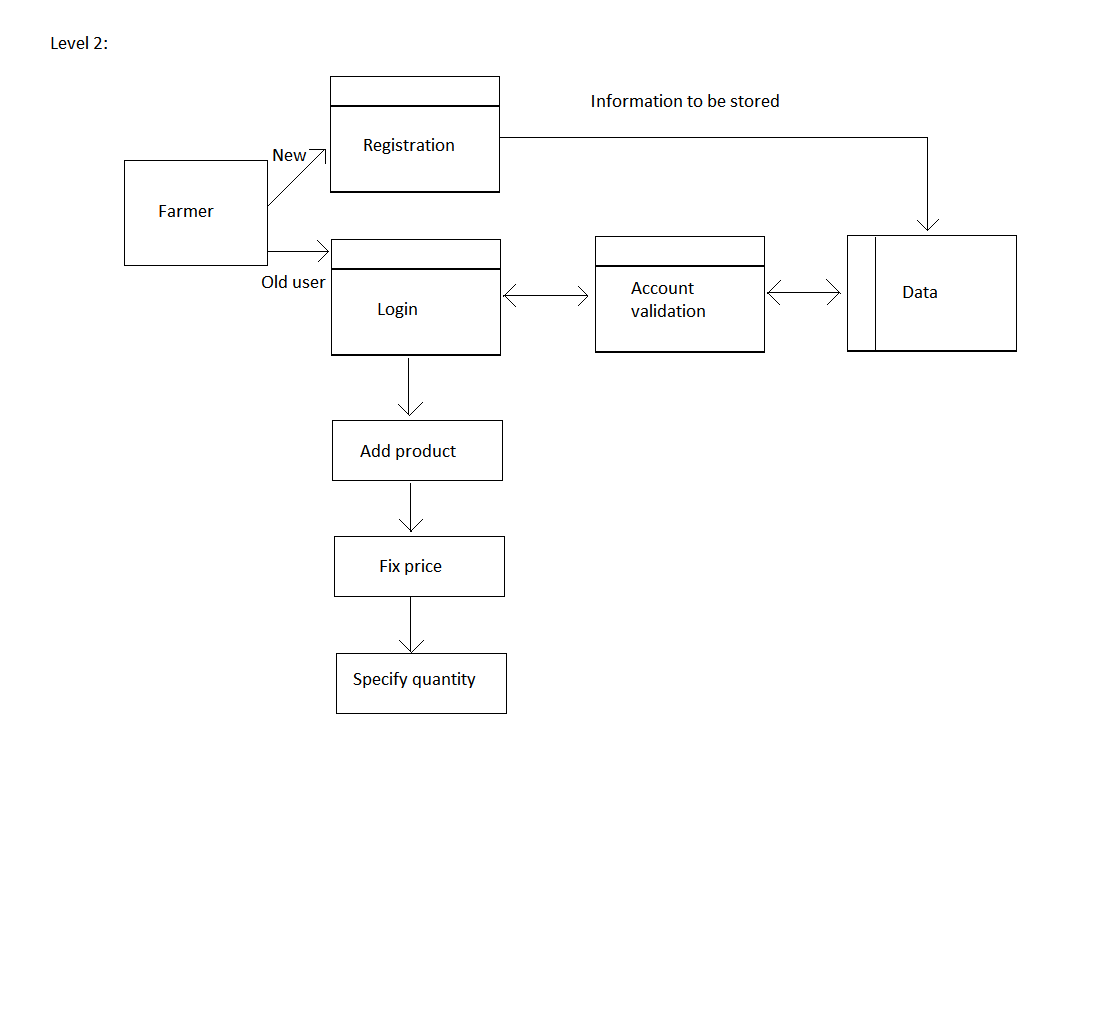 Level 2:
Information to be stored
Registration
New
Farmer
Old user
Login
Account
validation
Data
Add product
Fix price
Specify quantity